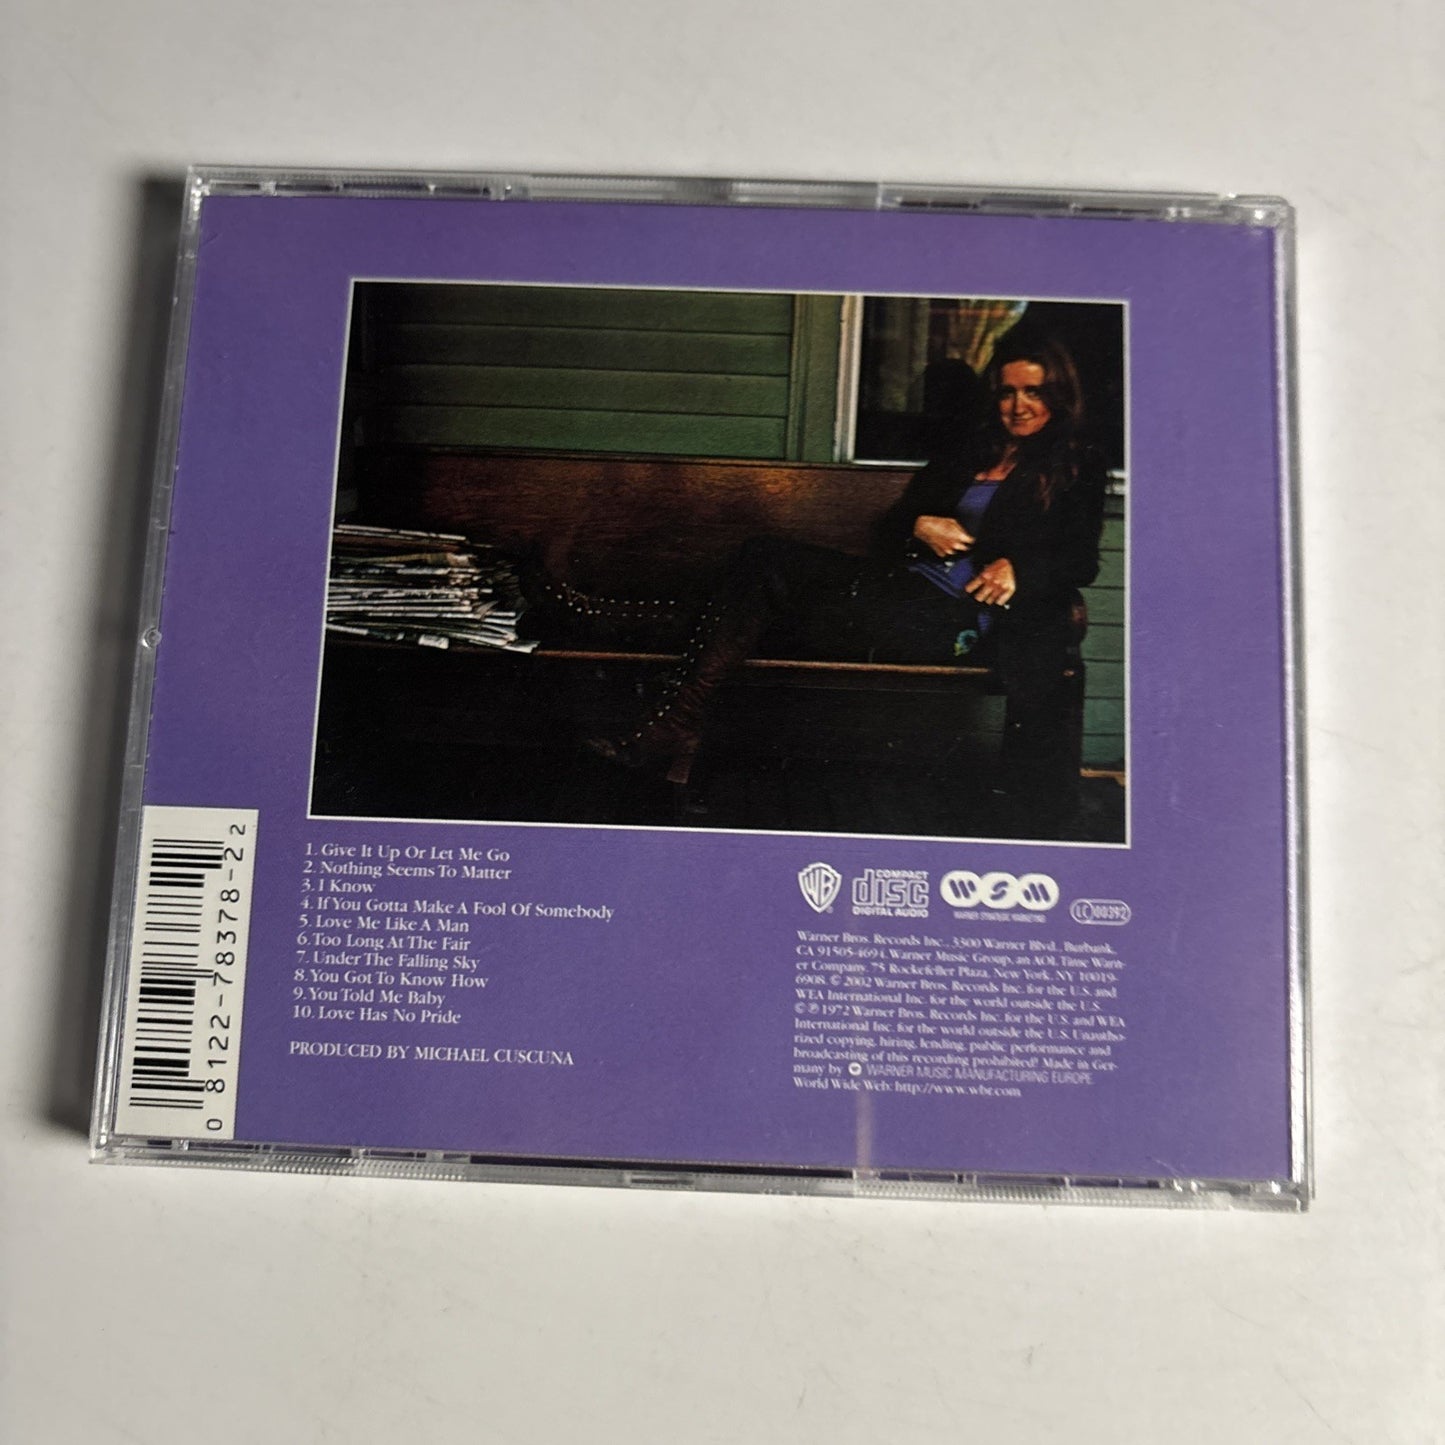 1. Give It Up Or Let Me Go
2. Nothing Seems To Matter
3. I Know
4. If You Gotta Make A Fool Of Somebody
5. Love Me Like A Man
6. Too Long At The Fair
7. Under The Falling Sky
8. You Got To Know How
9. You Told Me Baby
10. Love Has No Pride
PRODUCED BY MICHAEL CUSCUNA
0 8122-78378-2 2
WB
COMPACT
disc
DIGITAL AUDIO
WSM
WARNER STRATEGIC MARKETING
LC 00392
Warner Bros. Records Inc., 3300 Warner Blvd., Burbank,
CA 91505-4694. Warner Music Group, an AOL Time Warn-
er Company. 75 Rockefeller Plaza, New York, NY 10019-
6908. © 2002 Warner Bros. Records Inc. for the U.S. and
WEA International Inc. for the world outside the U.S.
©℗ 1972 Warner Bros. Records Inc. for the U.S. and WEA
International Inc. for the world outside the U.S. Unautho-
rized copying, hiring, lending, public performance and
broadcasting of this recording prohibited! Made in Ger-
many by WARNER MUSIC MANUFACTURING EUROPE
World Wide Web: http://www.wbr.com